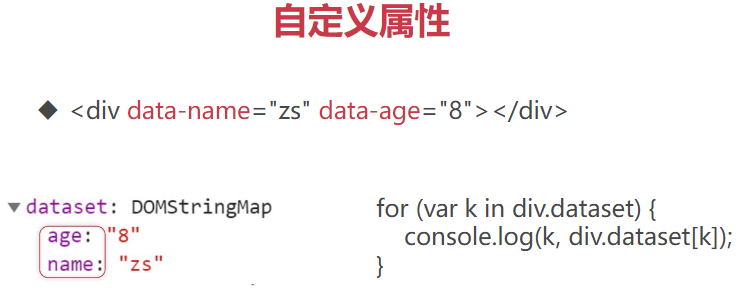 自定义属性
◆ <div data-name="zs" data-age="8"></div>
▼dataset: DOMStringMap
age: "8"
name: "zs"
for (var k in div.dataset) {
console.log(k, div.dataset[k]);
}